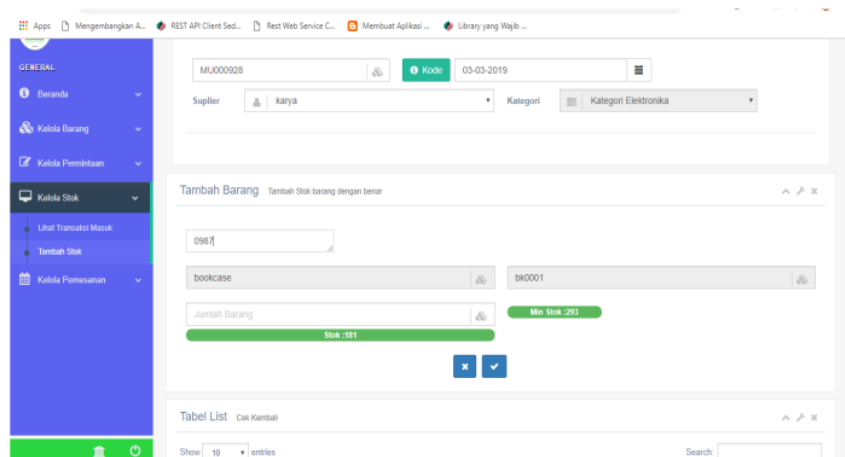 Apps Mengembangkan A... REST API Client Sed... Rest Web Service C... Membuat Aplikasi ... Library yang Wajib ...
GENERAL
Beranda
Kelola Barang
Kelola Permintaan
Kelola Stok
Lihat Transaksi Masuk
Tambah Stok
Kelola Pemesanan
MU000928 Kode 03-03-2019
Suplier karya Kategori Kategori Elektronika
Tambah Barang Tambah Stok barang dengan benar
0987
bookcase bk0001
Jumlah Barang Min Stok :293
Stok :181
Tabel List Cek Kembali
Show 10 entries Search: